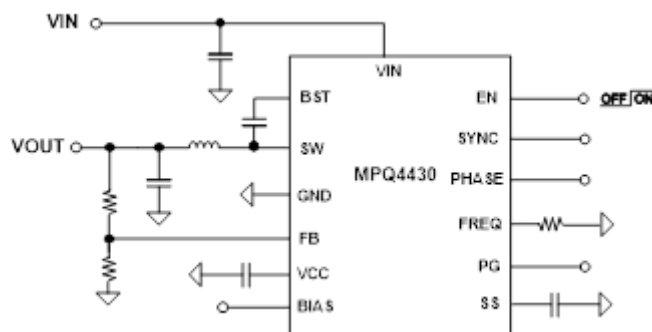 VIN
VIN
BST
EN
OFF ON
SYNC
VOUT
SW
MPQ4430
PHASE
GND
FREQ
FB
VCC
PG
BIAS
SS